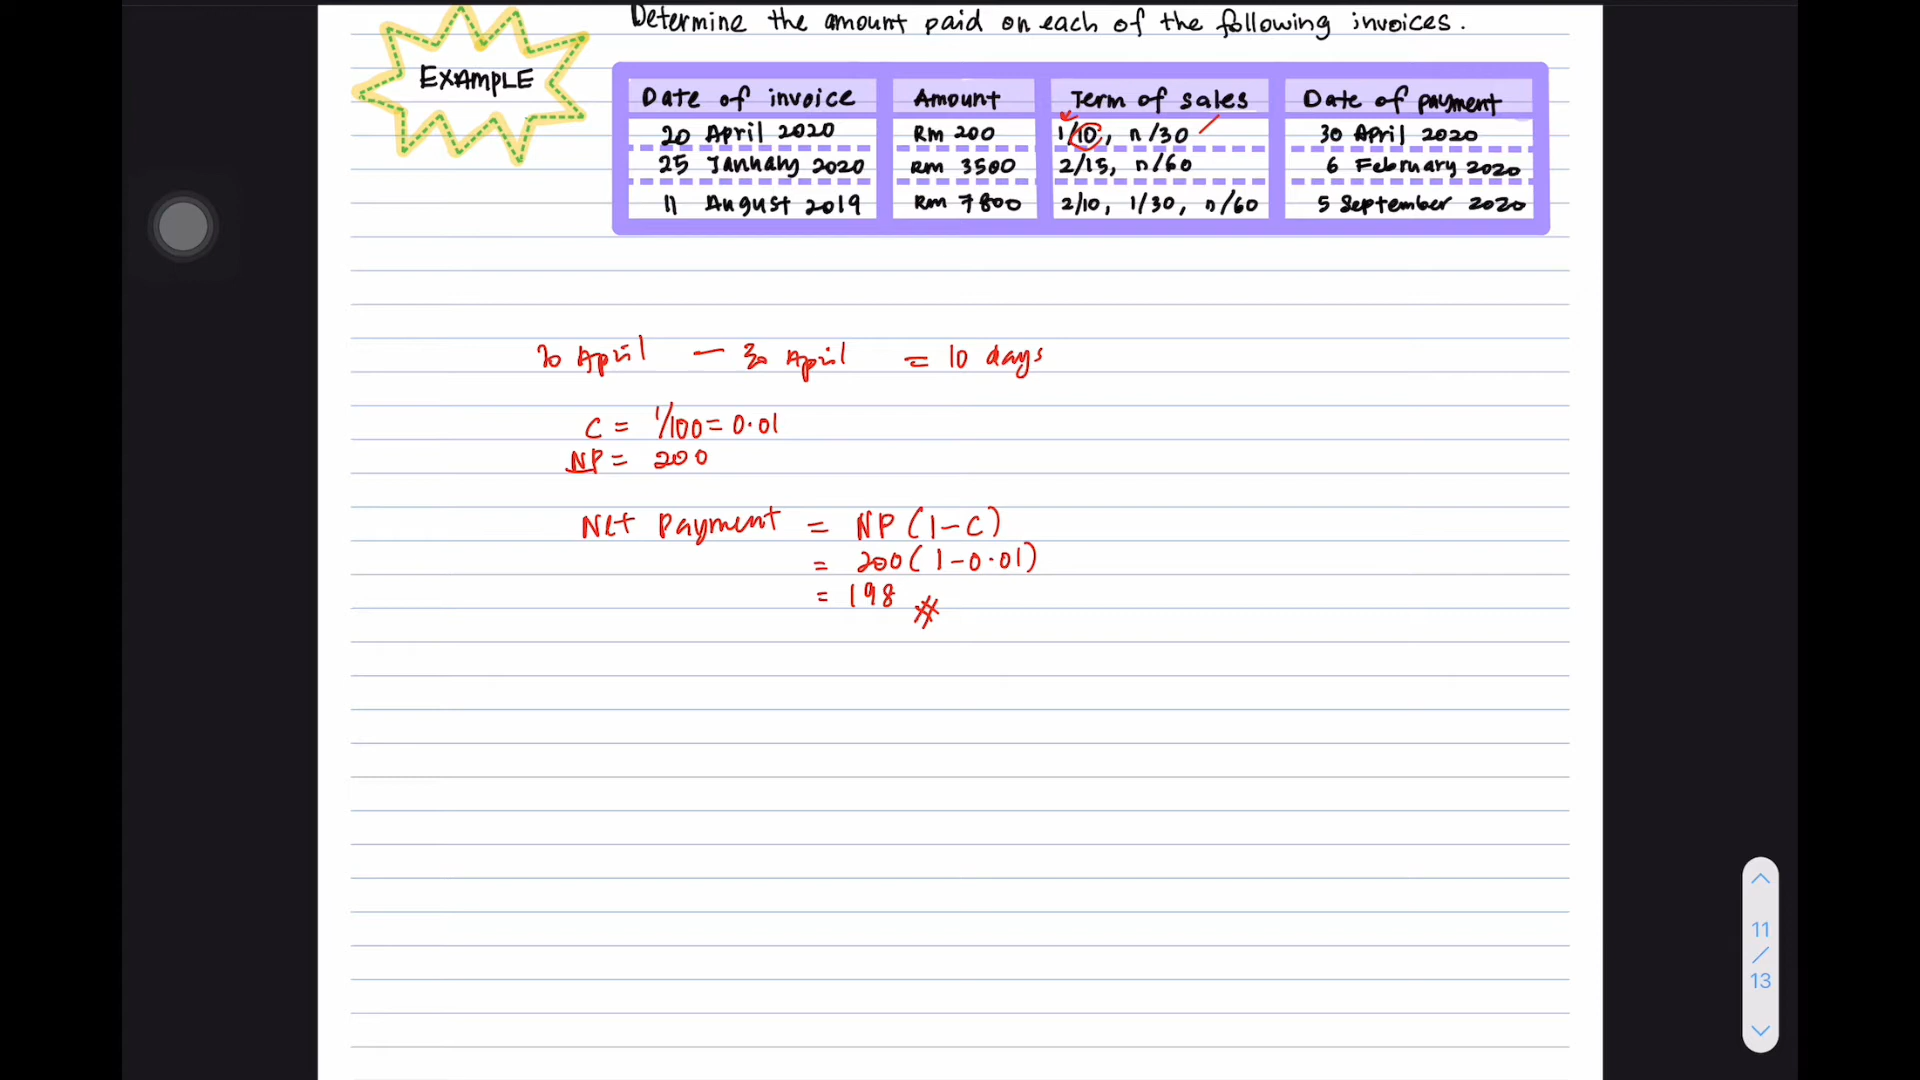 Determine the amount paid on each of the following invoices.
EXAMPLE
Date of invoice Amount Term of sales Date of payment
20 April 2020 RM 200 1/10, n/30 30 April 2020
25 January 2020 RM 3500 2/15, n/60 6 February 2020
11 August 2019 RM 7800 2/10, 1/30, n/60 5 September 2020
20 April - 30 April = 10 days
C = 1/100 = 0.01
NP = 200
Net Payment = NP (1-C)
= 200 (1-0.01)
= 198 #
11
/
13